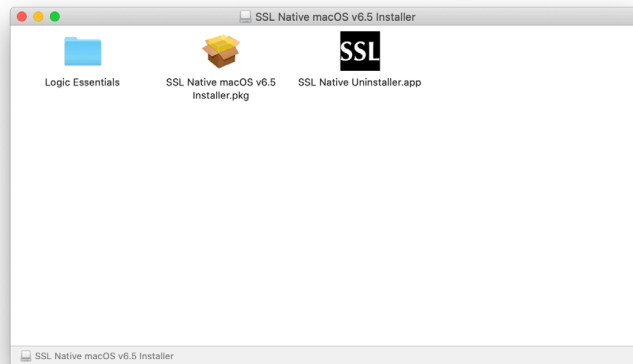 SSL Native macOS v6.5 Installer
Logic Essentials
SSL Native macOS v6.5
Installer.pkg
SSL
SSL Native Uninstaller.app
SSL Native macOS v6.5 Installer